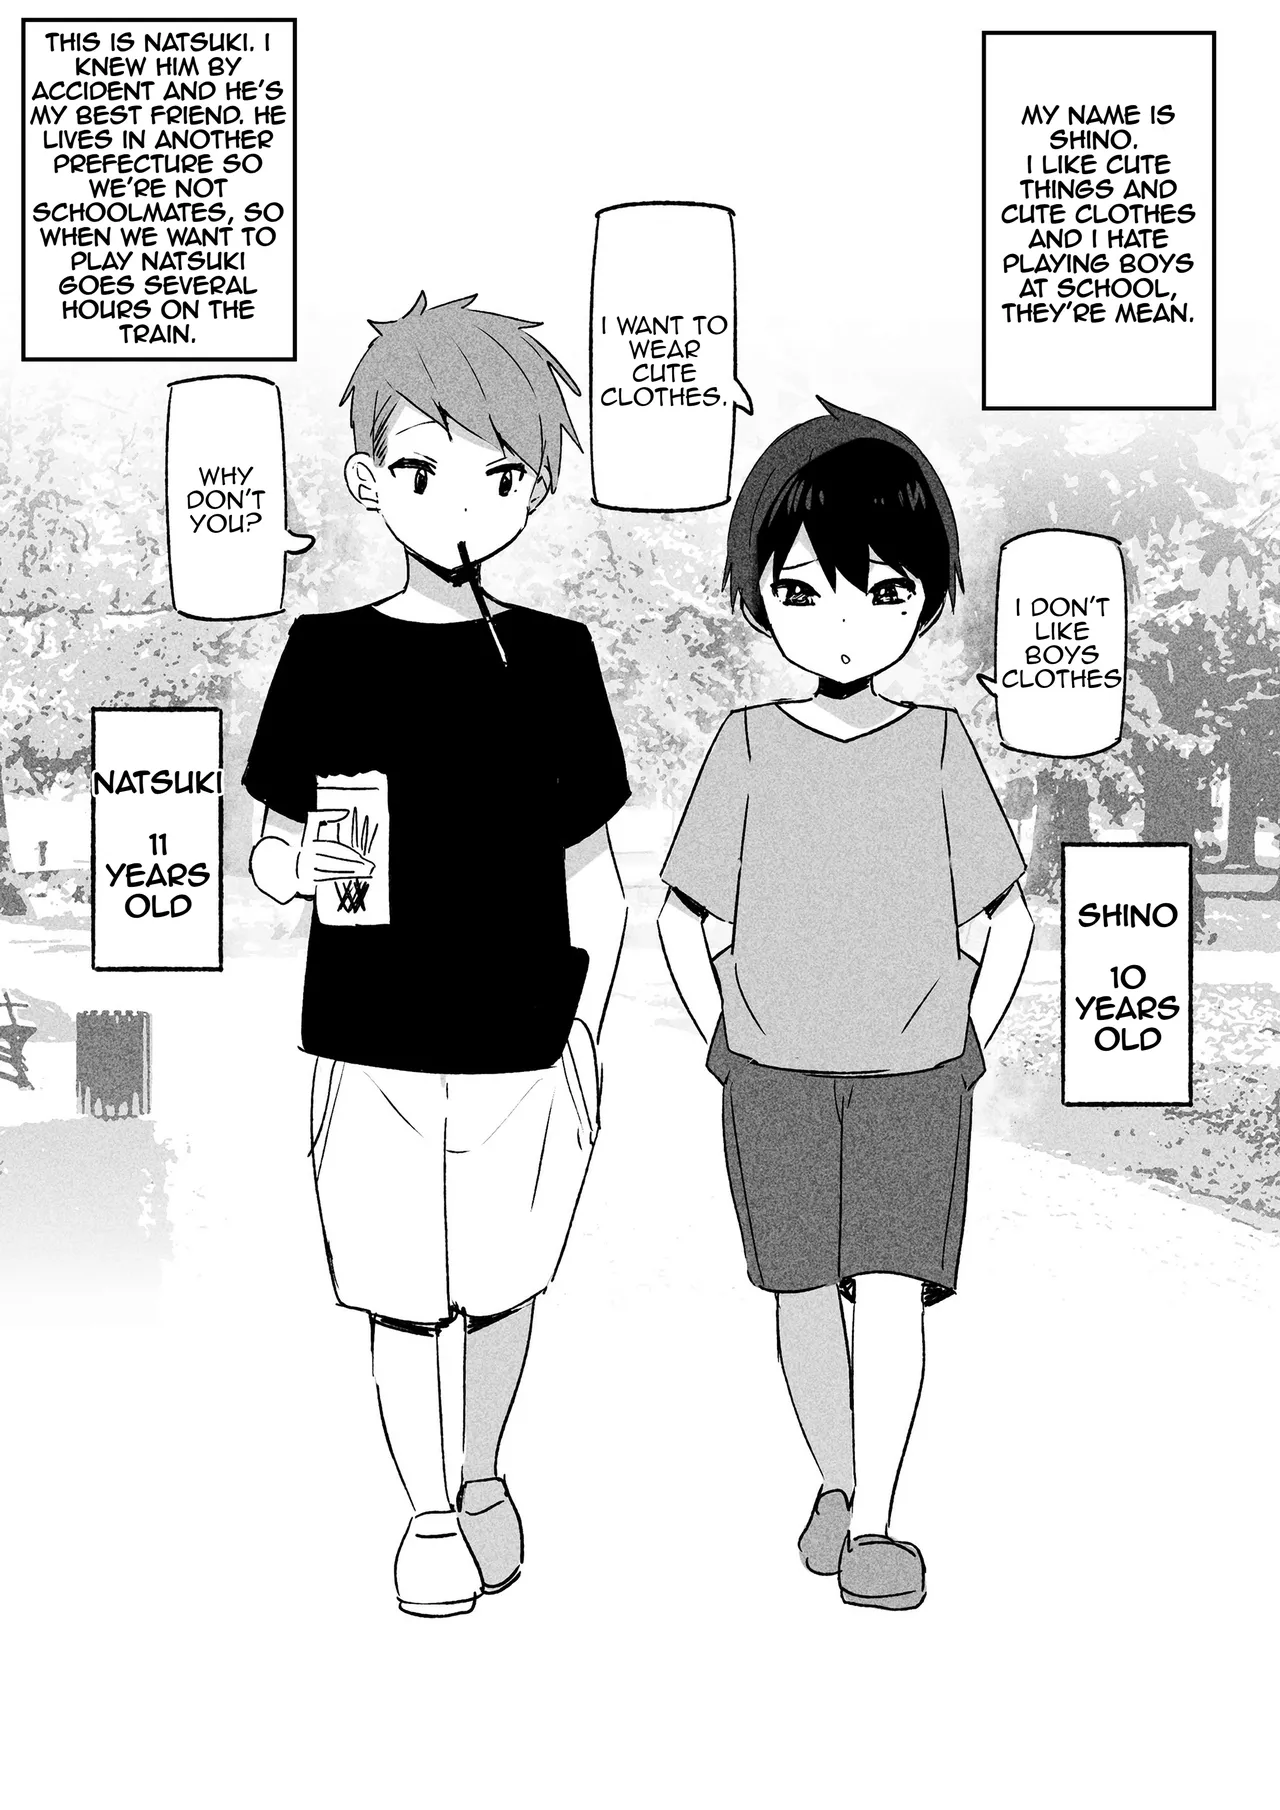 THIS IS NATSUKI. I
KNEW HIM BY
ACCIDENT AND HE'S
MY BEST FRIEND. HE
LIVES IN ANOTHER
PREFECTURE SO
WE'RE NOT
SCHOOLMATES, SO
WHEN WE WANT TO
PLAY NATSUKI
GOES SEVERAL
HOURS ON THE
TRAIN.
MY NAME IS
SHINO.
I LIKE CUTE
THINGS AND
CUTE CLOTHES
AND I HATE
PLAYING BOYS
AT SCHOOL,
THEY'RE MEAN.
I WANT TO
WEAR
CUTE
CLOTHES.
WHY
DON'T
YOU?
I DON'T
LIKE
BOYS
CLOTHES
NATSUKI
11
YEARS
OLD
SHINO
10
YEARS
OLD